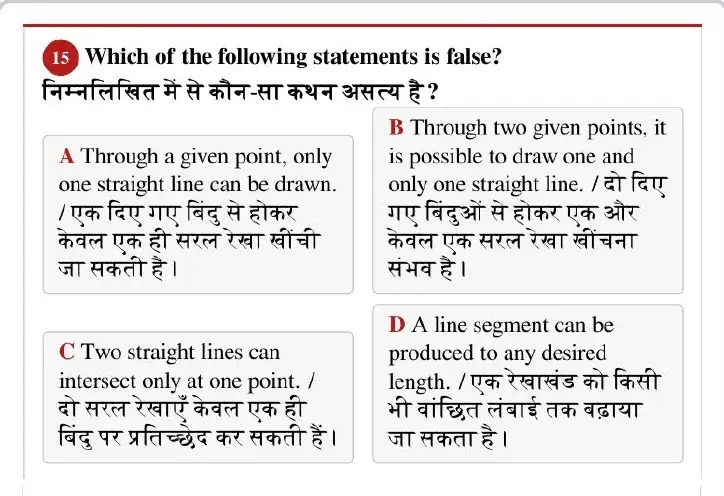 15 Which of the following statements is false?
निम्नलिखित में से कौन-सा कथन असत्य है ?
A Through a given point, only
one straight line can be drawn.
/ एक दिए गए बिंदु से होकर
केवल एक ही सरल रेखा खींची
जा सकती है ।
B Through two given points, it
is possible to draw one and
only one straight line. / दो दिए
गए बिंदुओं से होकर एक और
केवल एक सरल रेखा खींचना
संभव है ।
C Two straight lines can
intersect only at one point. /
दो सरल रेखाएँ केवल एक ही
बिंदु पर प्रतिच्छेद कर सकती हैं ।
D A line segment can be
produced to any desired
length. / एक रेखाखंड को किसी
भी वांछित लंबाई तक बढ़ाया
जा सकता है ।